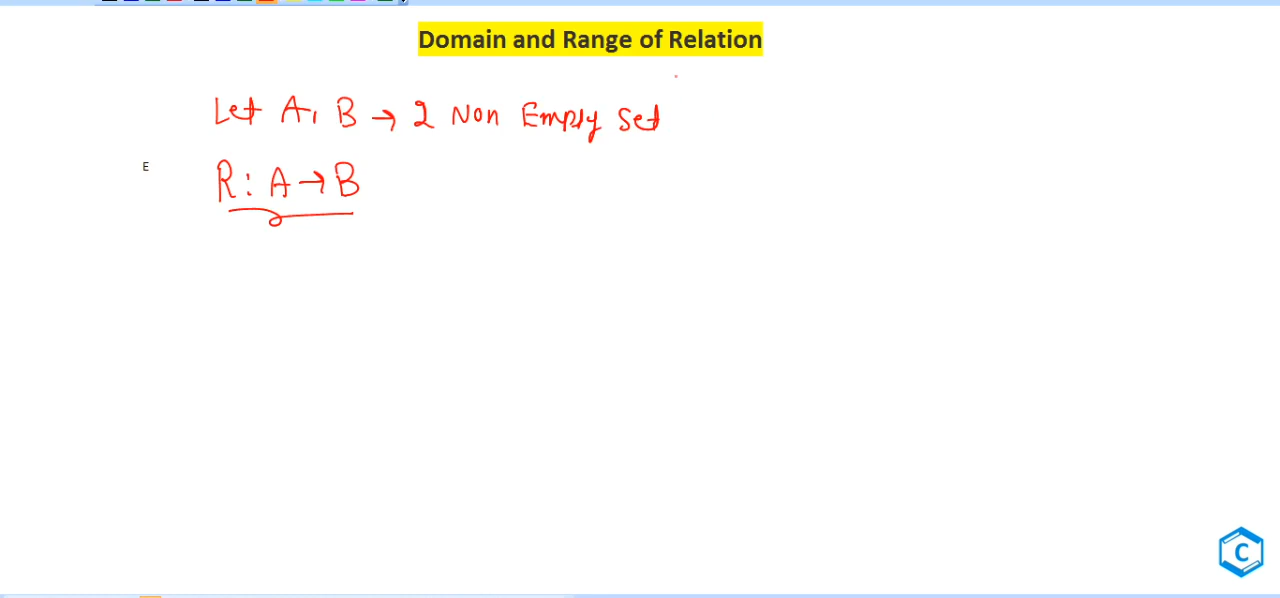 Domain and Range of Relation
Let A, B → 2 Non Empty Set
E
R: A → B
C